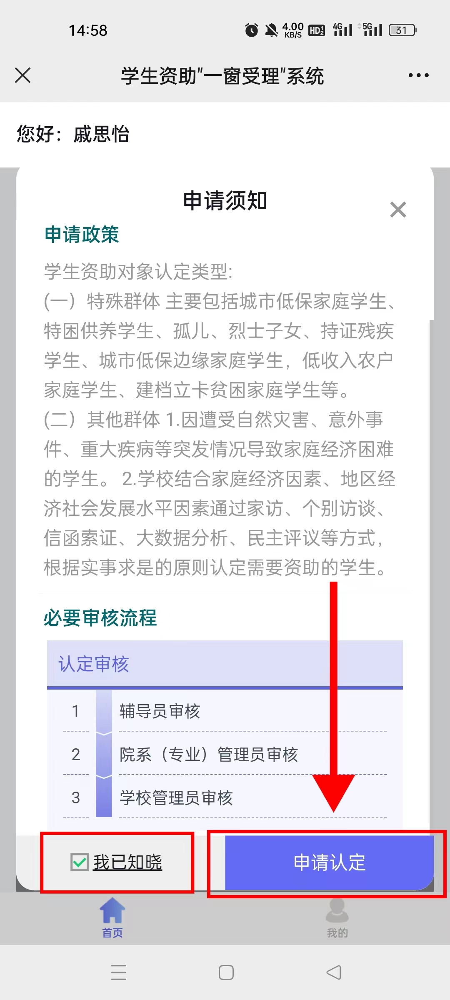 14:58
4.00
KB/S
HD 1 2
4G
5G
31
学生资助"一窗受理"系统
您好：戚思怡
申请须知
申请政策
学生资助对象认定类型:
(一）特殊群体 主要包括城市低保家庭学生、
特困供养学生、孤儿、烈士子女、持证残疾
学生、城市低保边缘家庭学生，低收入农户
家庭学生、建档立卡贫困家庭学生等。
(二）其他群体 1.因遭受自然灾害、意外事
件、重大疾病等突发情况导致家庭经济困难
的学生。 2.学校结合家庭经济因素、地区经
济社会发展水平因素通过家访、个别访谈、
信函索证、大数据分析、民主评议等方式，
根据实事求是的原则认定需要资助的学生。
必要审核流程
认定审核
1 辅导员审核
2 院系（专业）管理员审核
3 学校管理员审核
我已知晓
申请认定
首页
我的